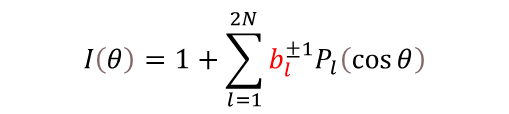 I(θ) = 1 + ∑_{l=1}^{2N} b_l^{±1} P_l(cos θ)